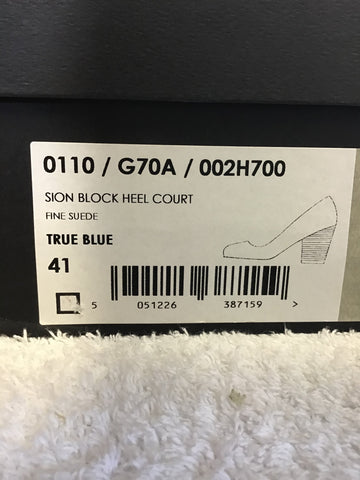 0110 / G70A / 002H700
SION BLOCK HEEL COURT
FINE SUEDE
TRUE BLUE
41
5 051226 387159 >